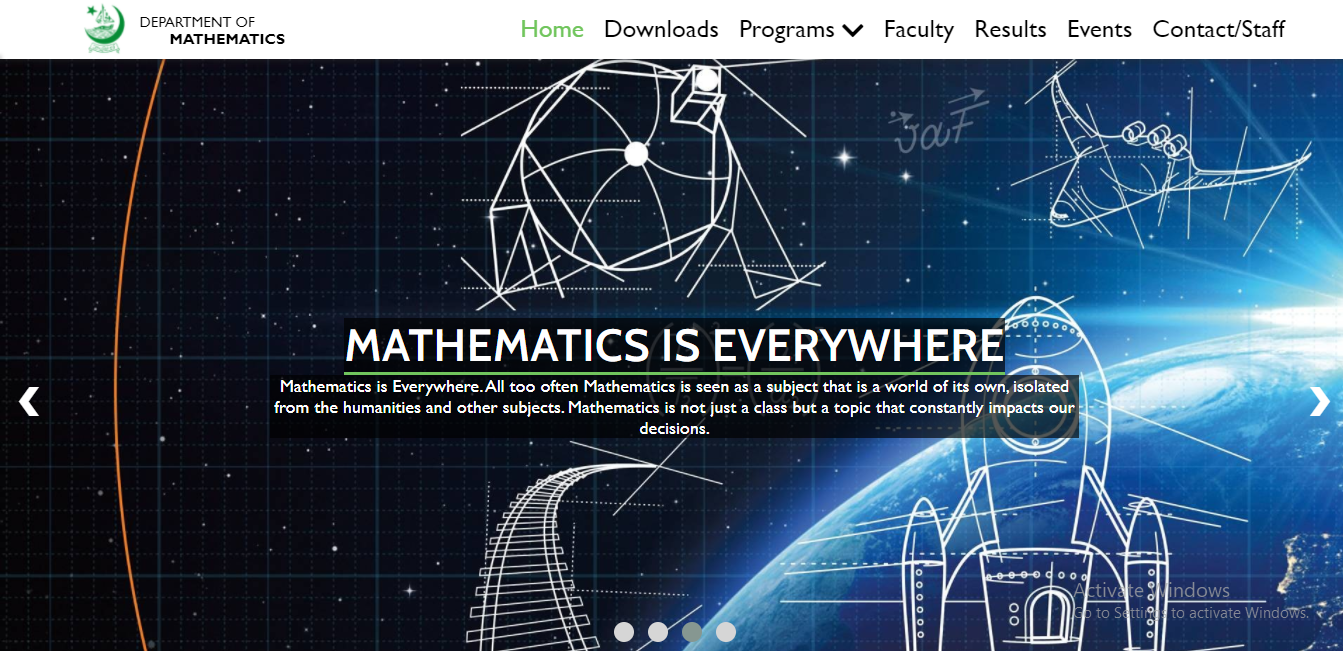 DEPARTMENT OF
MATHEMATICS
Home Downloads Programs Faculty Results Events Contact/Staff
MATHEMATICS IS EVERYWHERE
Mathematics is Everywhere. All too often Mathematics is seen as a subject that is a world of its own, isolated
from the humanities and other subjects. Mathematics is not just a class but a topic that constantly impacts our
decisions.
Activate Windows
Go to Settings to activate Windows.